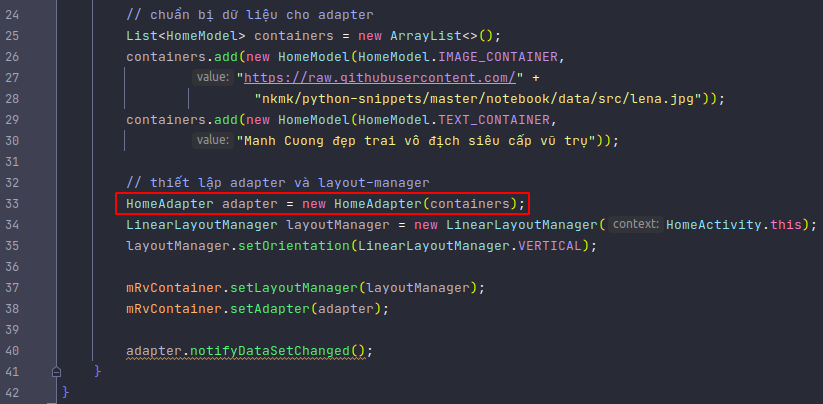 24 // chuẩn bị dữ liệu cho adapter
25 List<HomeModel> containers = new ArrayList<>();
26 containers.add(new HomeModel(HomeModel.IMAGE_CONTAINER,
27 value: "https://raw.githubusercontent.com/" +
28 "nkmk/python-snippets/master/notebook/data/src/lena.jpg"));
29 containers.add(new HomeModel(HomeModel.TEXT_CONTAINER,
30 value: "Manh Cuong đẹp trai vô địch siêu cấp vũ trụ"));
31
32 // thiết lập adapter và layout-manager
33 HomeAdapter adapter = new HomeAdapter(containers);
34 LinearLayoutManager layoutManager = new LinearLayoutManager( context: HomeActivity.this);
35 layoutManager.setOrientation(LinearLayoutManager.VERTICAL);
36
37 mRvContainer.setLayoutManager(layoutManager);
38 mRvContainer.setAdapter(adapter);
39
40 adapter.notifyDataSetChanged();
41 }
42 }